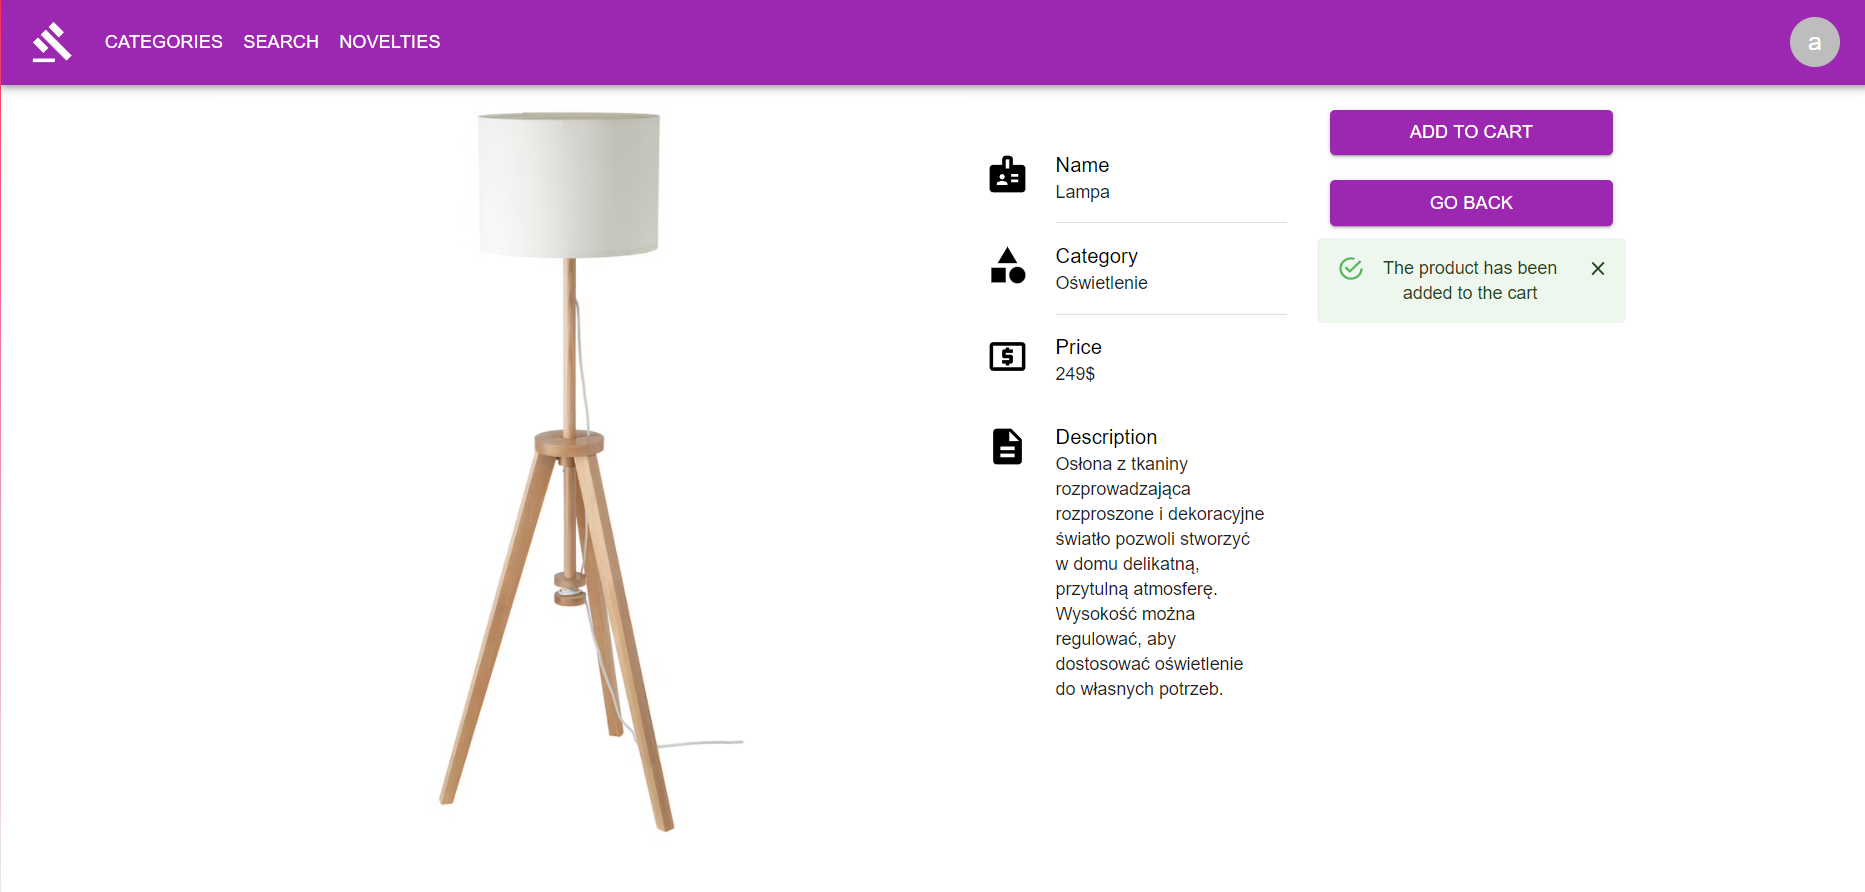 CATEGORIES SEARCH NOVELTIES
a
Name
Lampa
Category
Oświetlenie
Price
249$
Description
Osłona z tkaniny
rozprowadzająca
rozproszone i dekoracyjne
światło pozwoli stworzyć
w domu delikatną,
przytulną atmosferę.
Wysokość można
regulować, aby
dostosować oświetlenie
do własnych potrzeb.
ADD TO CART
GO BACK
The product has been
added to the cart